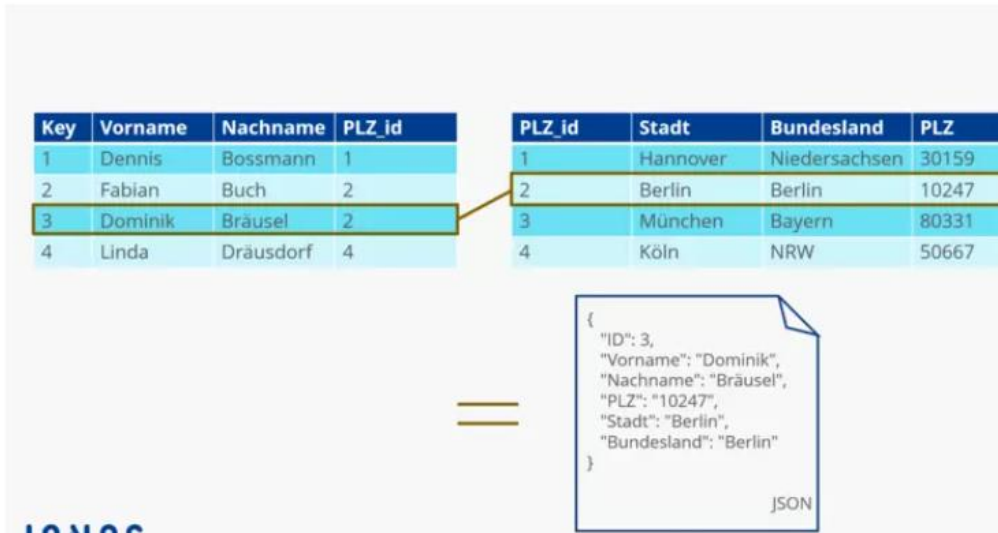 Key Vorname Nachname PLZ_id
1 Dennis Bossmann 1
2 Fabian Buch 2
3 Dominik Bräusel 2
4 Linda Dräusdorf 4
PLZ_id Stadt Bundesland PLZ
1 Hannover Niedersachsen 30159
2 Berlin Berlin 10247
3 München Bayern 80331
4 Köln NRW 50667
{
"ID": 3,
"Vorname": "Dominik",
"Nachname": "Bräusel",
"PLZ": "10247",
"Stadt": "Berlin",
"Bundesland": "Berlin"
}
JSON